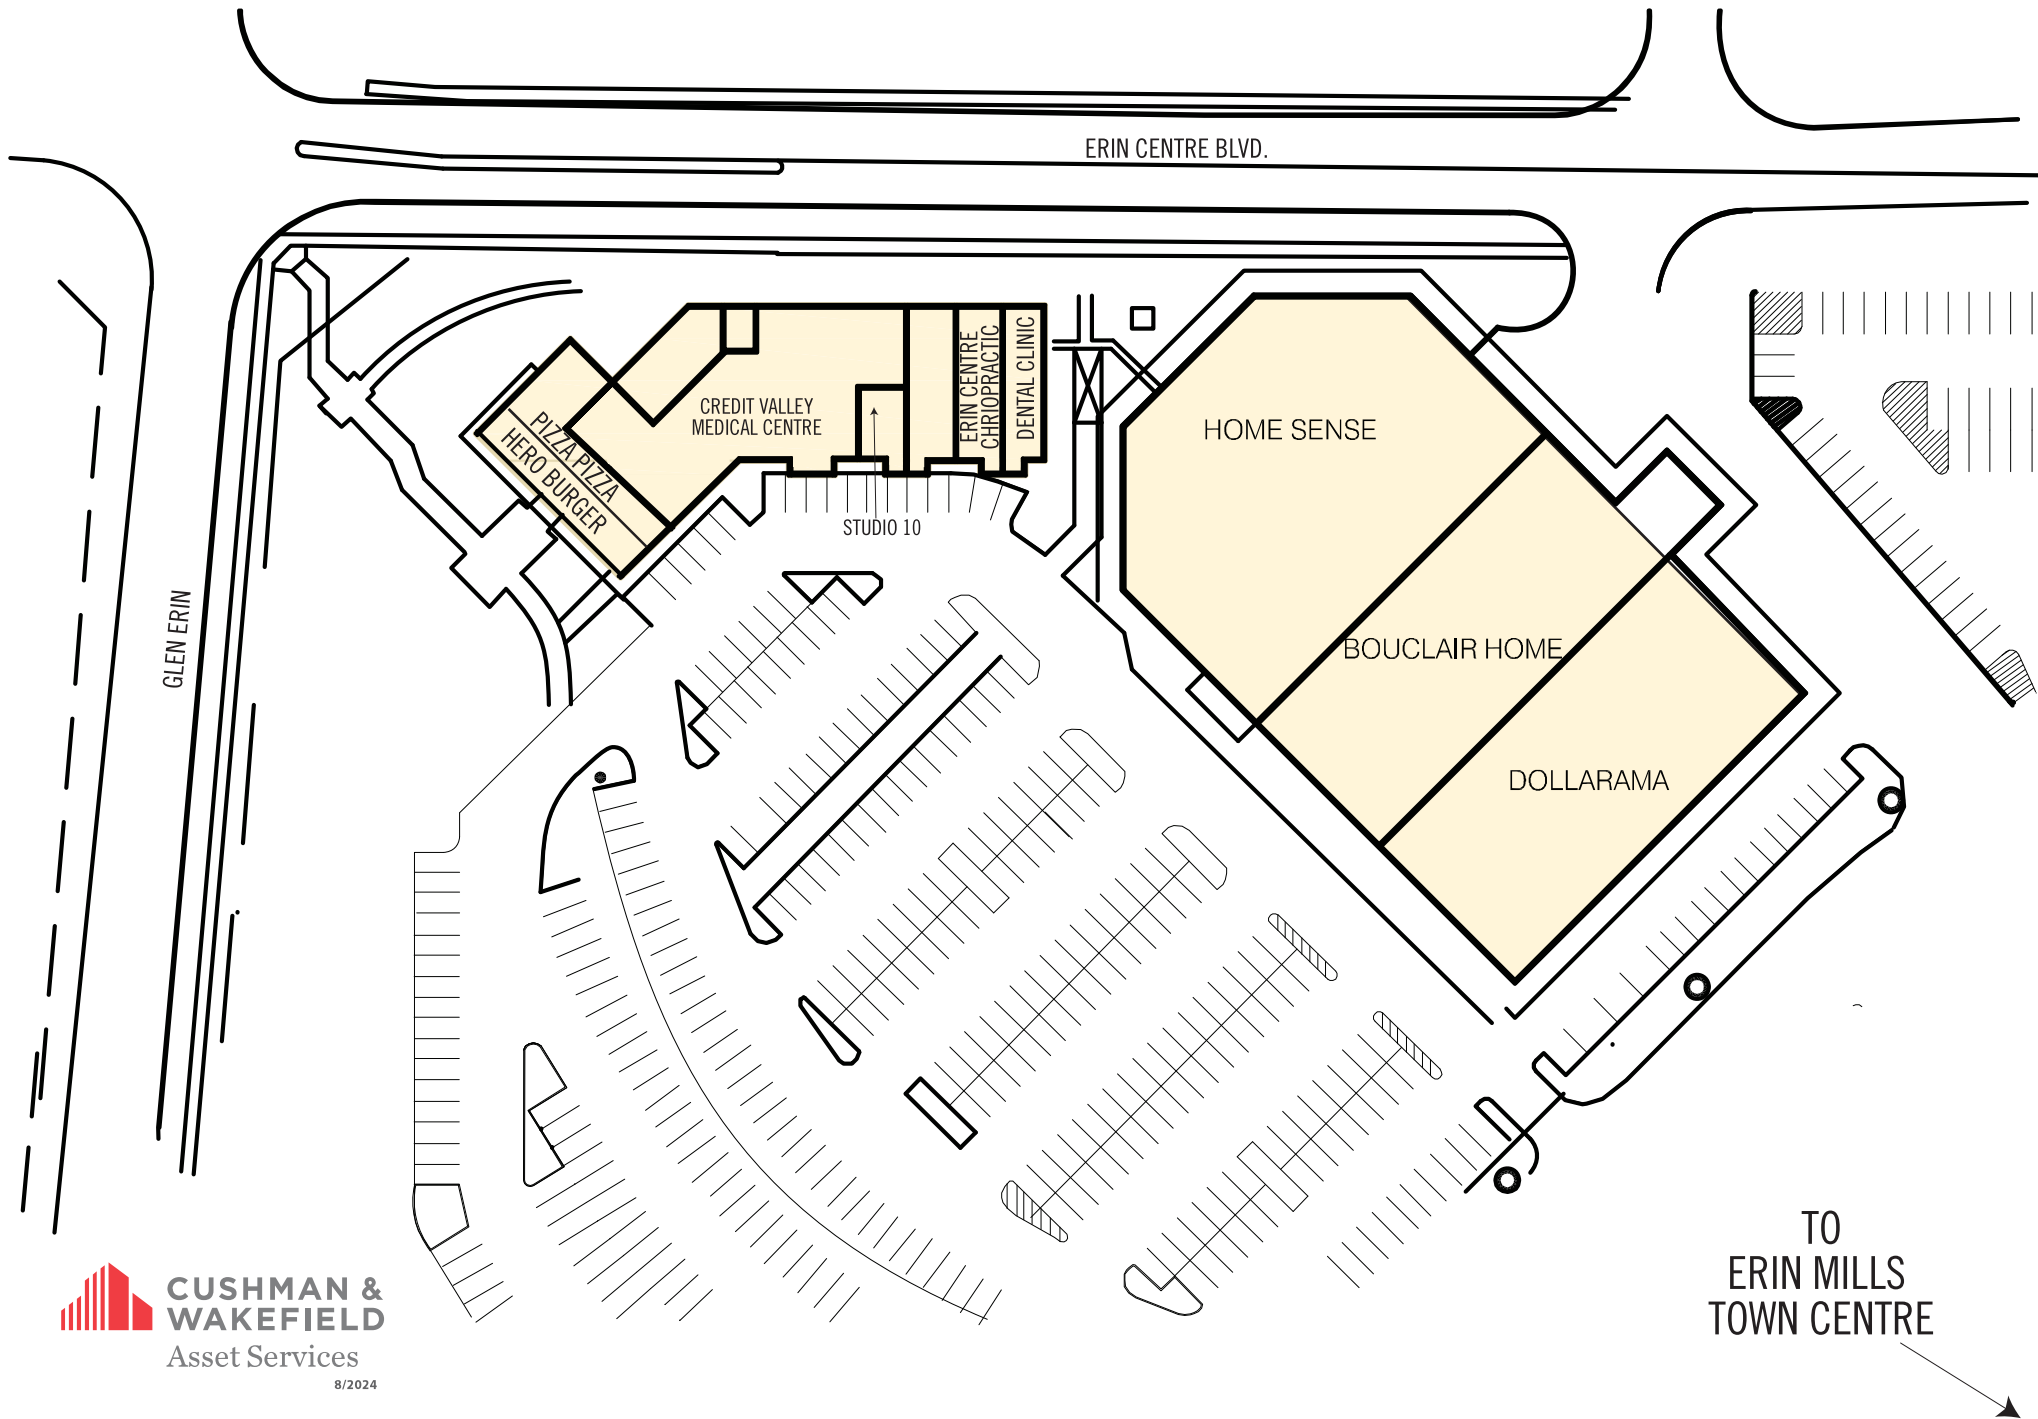 ERIN CENTRE BLVD.
GLEN ERIN
PIZZA PIZZA
HERO BURGER
CREDIT VALLEY
MEDICAL CENTRE
STUDIO 10
ERIN CENTRE
CHRIOPRACTIC
DENTAL CLINIC
HOME SENSE
BOUCLAIR HOME
DOLLARAMA
TO
ERIN MILLS
TOWN CENTRE
CUSHMAN &
WAKEFIELD
Asset Services
8/2024